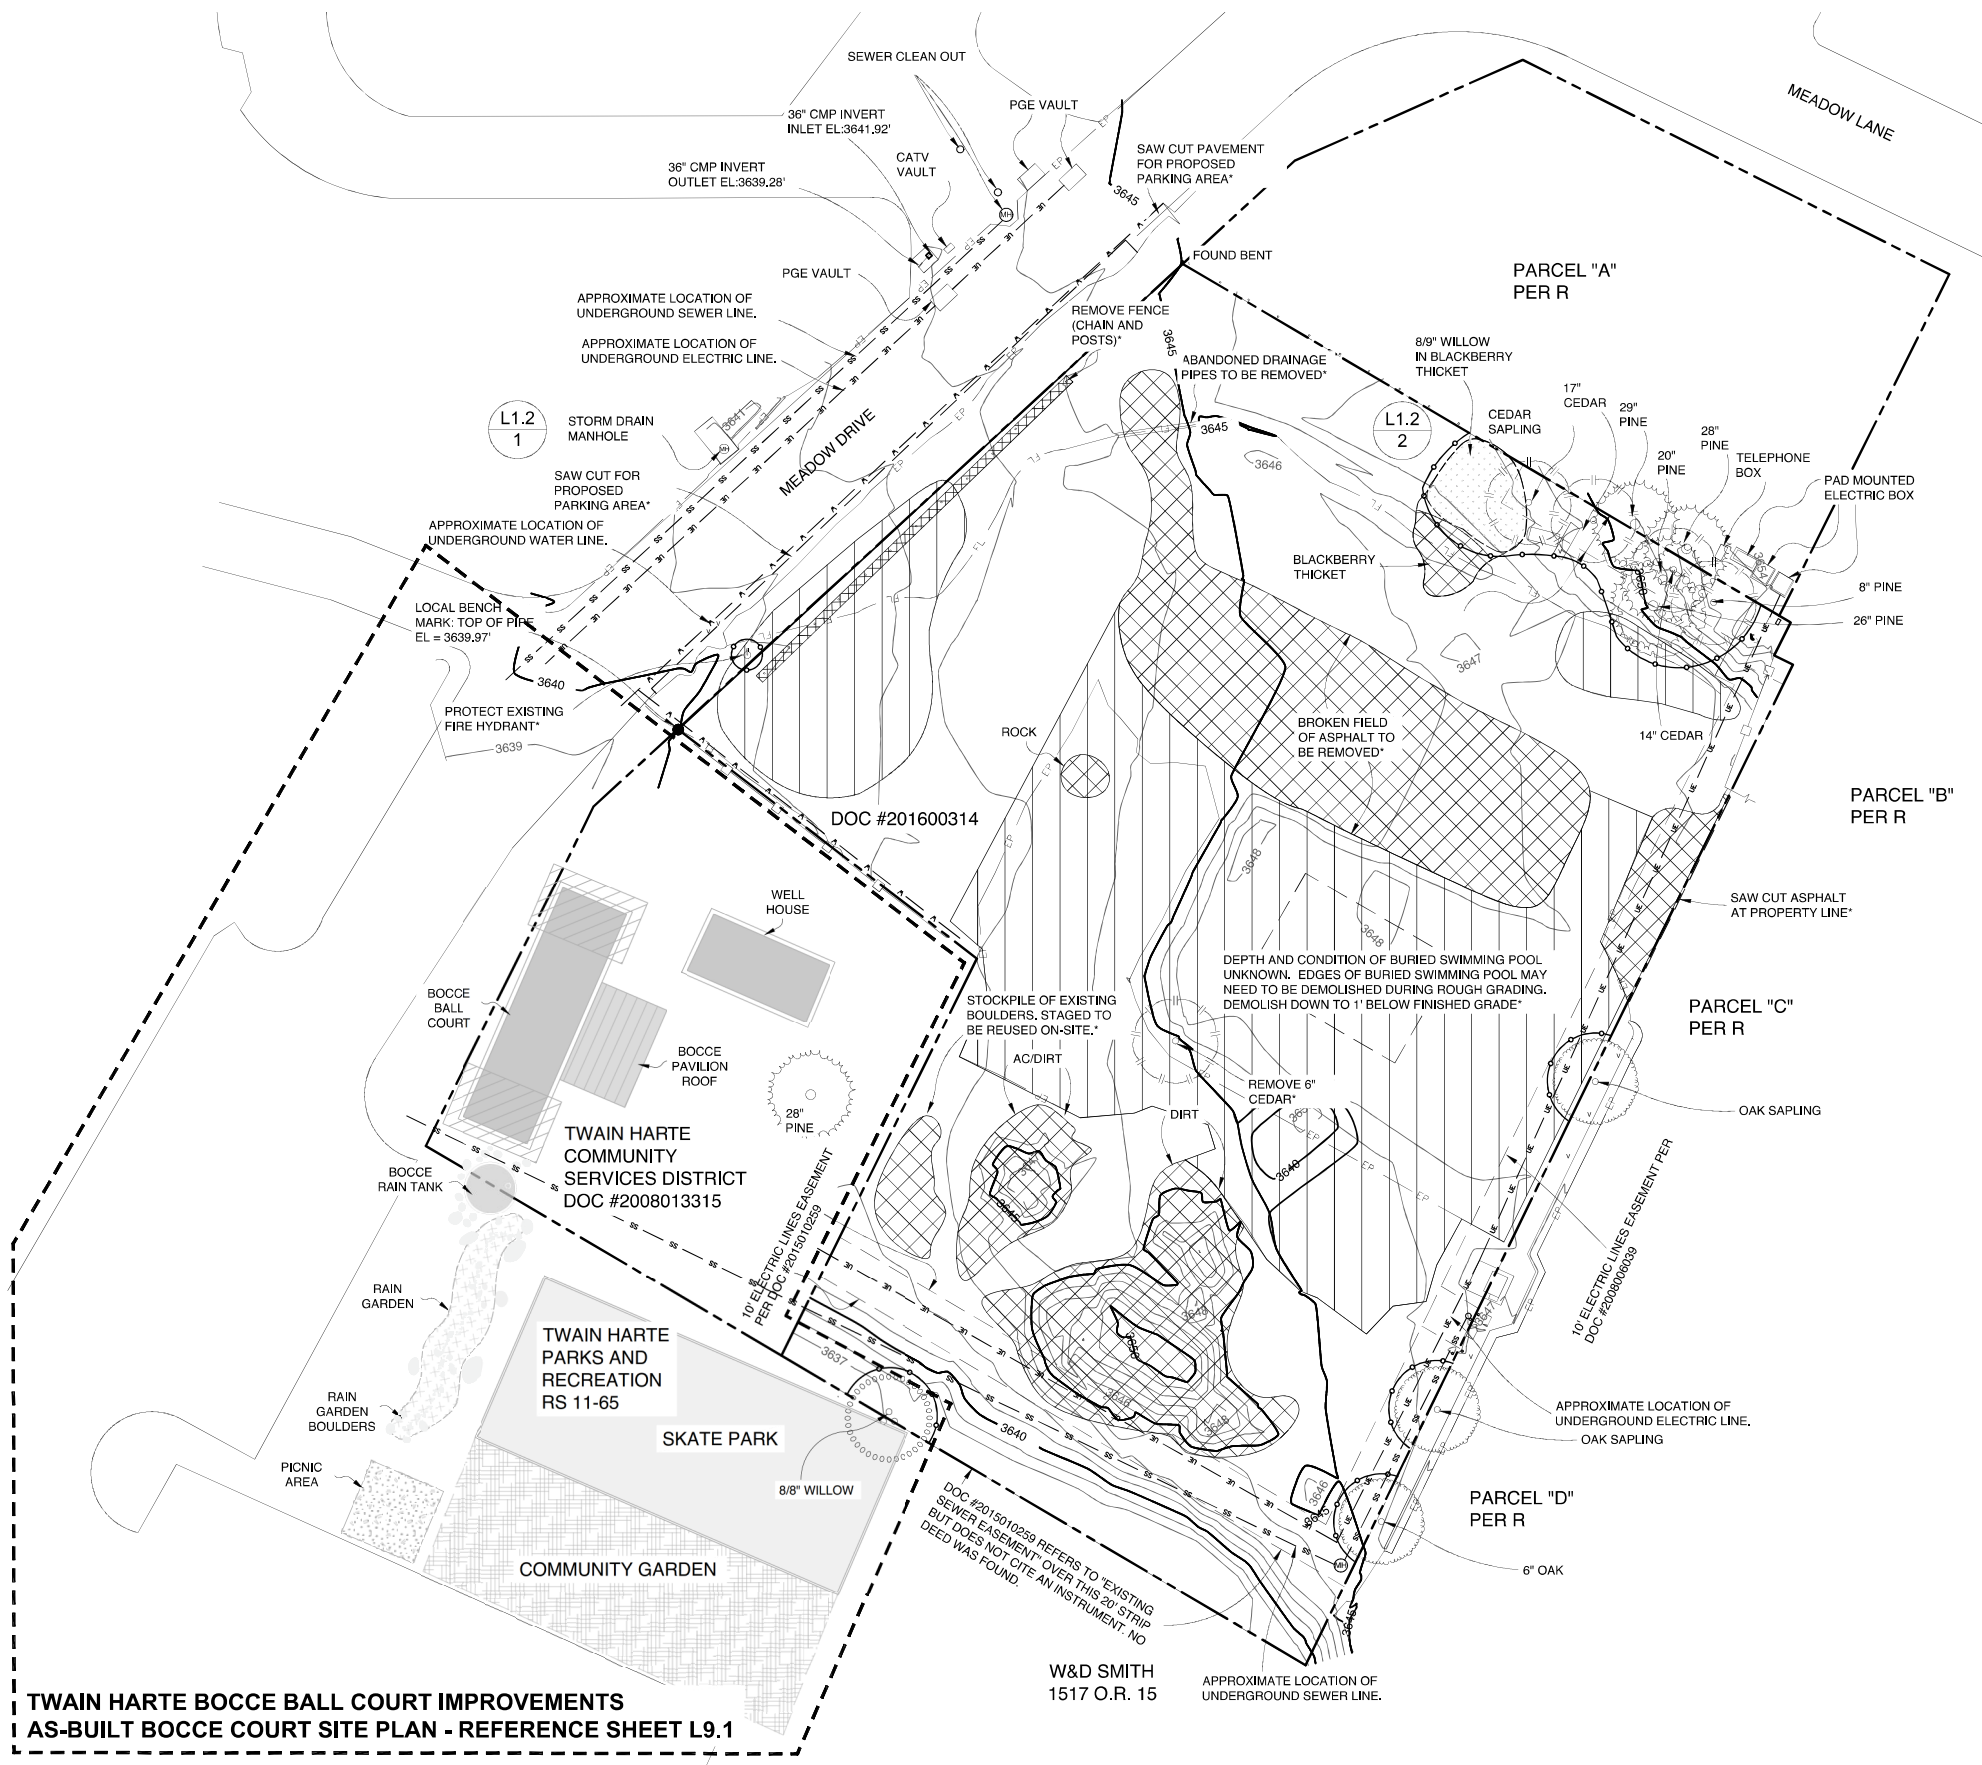 SEWER CLEAN OUT
PGE VAULT
36" CMP INVERT
INLET EL:3641.92'
CATV
VAULT
36" CMP INVERT
OUTLET EL:3639.28'
MEADOW LANE
SAW CUT PAVEMENT
FOR PROPOSED
PARKING AREA*
3645
FOUND BENT
PARCEL "A"
PER R
PGE VAULT
APPROXIMATE LOCATION OF
UNDERGROUND SEWER LINE.
APPROXIMATE LOCATION OF
UNDERGROUND ELECTRIC LINE.
REMOVE FENCE
(CHAIN AND
POSTS)*
3645
ABANDONED DRAINAGE
PIPES TO BE REMOVED*
8/9" WILLOW
IN BLACKBERRY
THICKET
17"
CEDAR
29"
PINE
28"
PINE
20"
PINE
CEDAR
SAPLING
TELEPHONE
BOX
PAD MOUNTED
ELECTRIC BOX
L1.2
1
L1.2
2
STORM DRAIN
MANHOLE
3641
MEADOW DRIVE
3645
3646
SAW CUT FOR
PROPOSED
PARKING AREA*
APPROXIMATE LOCATION OF
UNDERGROUND WATER LINE.
BLACKBERRY
THICKET
3654
3650
8" PINE
26" PINE
LOCAL BENCH
MARK: TOP OF PIPE
EL = 3639.97'
3640
3647
PROTECT EXISTING
FIRE HYDRANT*
3639
ROCK
BROKEN FIELD
OF ASPHALT TO
BE REMOVED*
14" CEDAR
DOC #201600314
PARCEL "B"
PER R
3648
WELL
HOUSE
SAW CUT ASPHALT
AT PROPERTY LINE*
3648
DEPTH AND CONDITION OF BURIED SWIMMING POOL
UNKNOWN. EDGES OF BURIED SWIMMING POOL MAY
NEED TO BE DEMOLISHED DURING ROUGH GRADING.
DEMOLISH DOWN TO 1' BELOW FINISHED GRADE*
BOCCE
BALL
COURT
STOCKPILE OF EXISTING
BOULDERS. STAGED TO
BE REUSED ON-SITE.*
PARCEL "C"
PER R
BOCCE
PAVILION
ROOF
AC/DIRT
REMOVE 6"
CEDAR*
28"
PINE
DIRT
OAK SAPLING
TWAIN HARTE
COMMUNITY
SERVICES DISTRICT
DOC #2008013315
BOCCE
RAIN TANK
3640
3645
10' ELECTRIC LINES EASEMENT
PER DOC #2015010259
10' ELECTRIC LINES EASEMENT PER
DOC #2008006039
RAIN
GARDEN
3648
3647
3650
TWAIN HARTE
PARKS AND
RECREATION
RS 11-65
3637
3646
3648
RAIN
GARDEN
BOULDERS
SKATE PARK
3640
APPROXIMATE LOCATION OF
UNDERGROUND ELECTRIC LINE.
OAK SAPLING
PICNIC
AREA
8/8" WILLOW
3646
3645
PARCEL "D"
PER R
DOC #2015010259 REFERS TO "EXISTING
SEWER EASEMENT" OVER THIS 20' STRIP
BUT DOES NOT CITE AN INSTRUMENT. NO
DEED WAS FOUND.
COMMUNITY GARDEN
6" OAK
3645
W&D SMITH
1517 O.R. 15
APPROXIMATE LOCATION OF
UNDERGROUND SEWER LINE.
TWAIN HARTE BOCCE BALL COURT IMPROVEMENTS
AS-BUILT BOCCE COURT SITE PLAN - REFERENCE SHEET L9.1